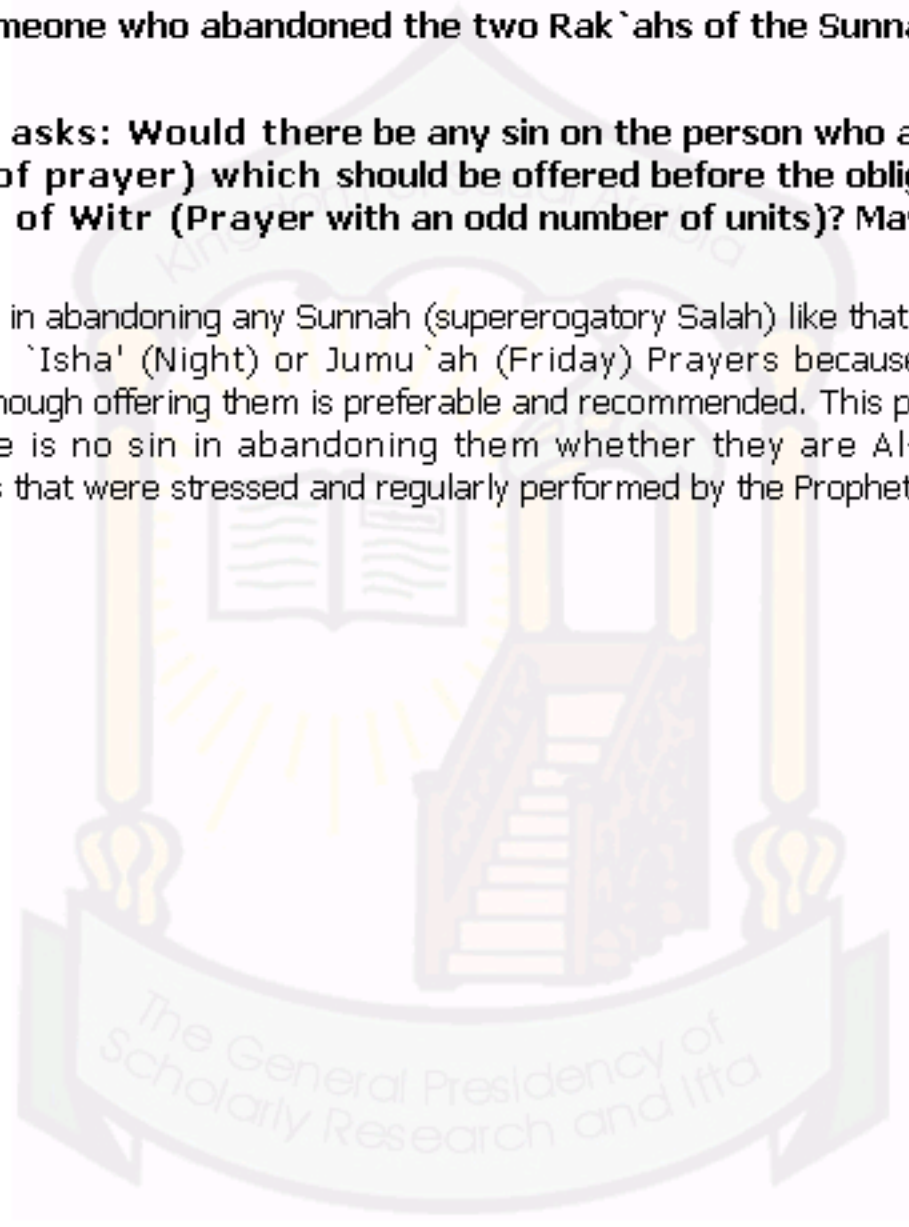 meone who abandoned the two Rak`ahs of the Sunna
asks: Would there be any sin on the person who a
of prayer) which should be offered before the oblig
of Witr (Prayer with an odd number of units)? Ma
in abandoning any Sunnah (supererogatory Salah) like that
`Isha' (Night) or Jumu`ah (Friday) Prayers because
hough offering them is preferable and recommended. This p
e is no sin in abandoning them whether they are Al-
s that were stressed and regularly performed by the Prophet
Kingdom of Saudi Arabia
The General Presidency of
Scholarly Research and Ifta